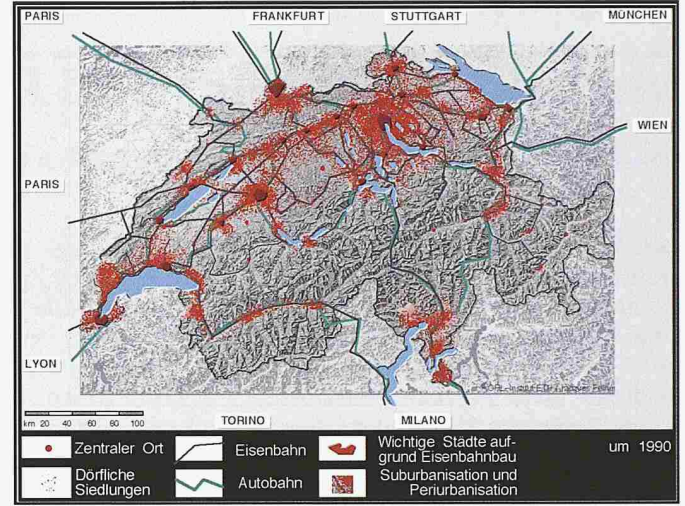 PARIS
FRANKFURT
STUTTGART
MÜNCHEN
WIEN
PARIS
LYON
km 20 40 60 80 100
TORINO
MILANO
Zentraler Ort
Eisenbahn
Wichtige Städte auf-
grund Eisenbahnbau
um 1990
Dörfliche
Siedlungen
Autobahn
Suburbanisation und
Periurbanisation